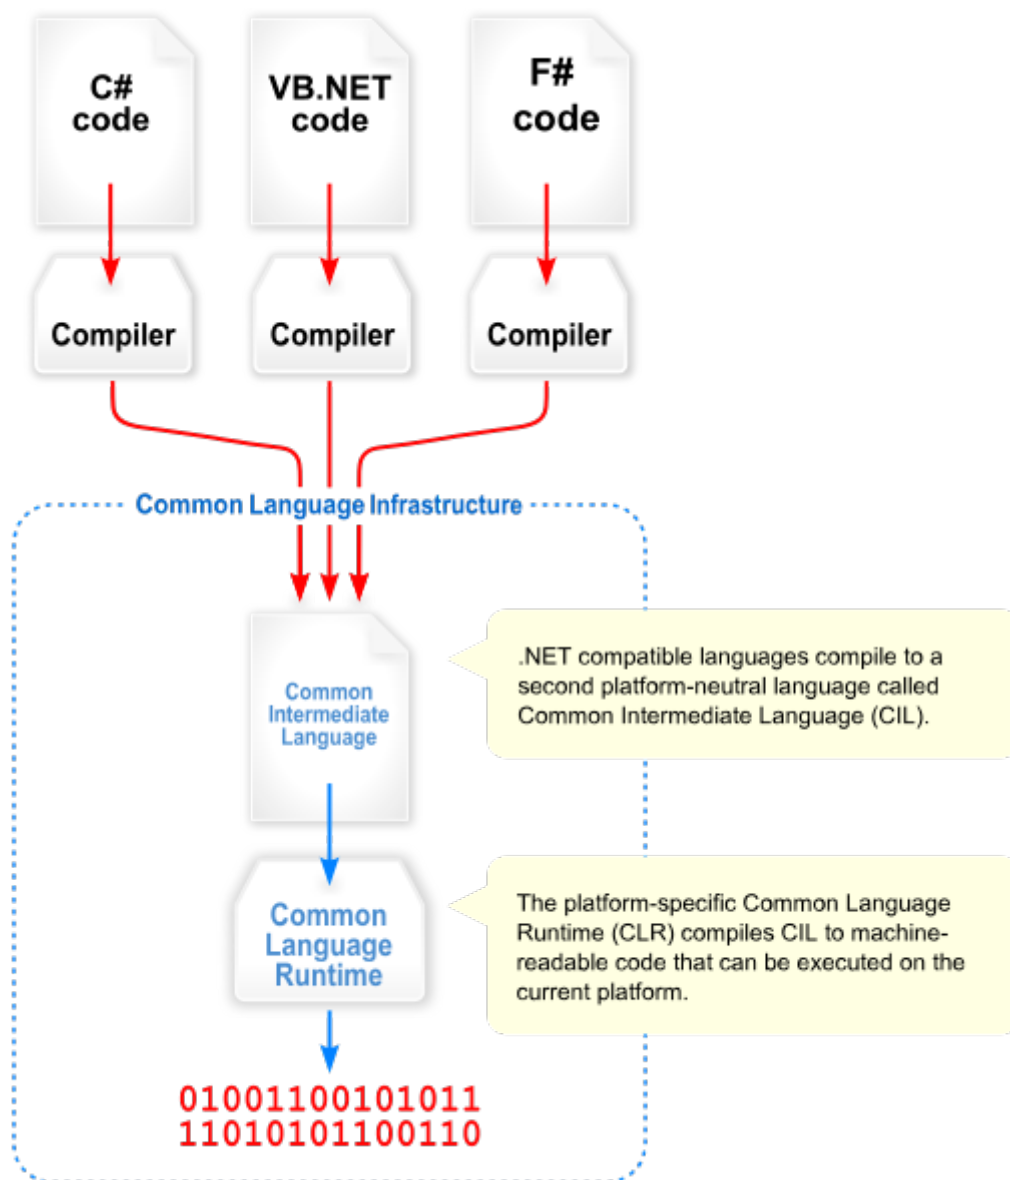 C#
code
VB.NET
code
F#
code
Compiler
Compiler
Compiler
Common Language Infrastructure
Common
Intermediate
Language
.NET compatible languages compile to a
second platform-neutral language called
Common Intermediate Language (CIL).
Common
Language
Runtime
The platform-specific Common Language
Runtime (CLR) compiles CIL to machine-
readable code that can be executed on the
current platform.
01001100101011
11010101100110